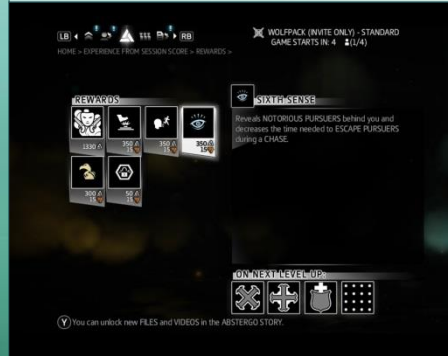 LB RB
WOLFPACK (INVITE ONLY) - STANDARD
GAME STARTS IN: 4 (1/4)
HOME > EXPERIENCE FROM SESSION SCORE > REWARDS >
REWARDS
1330
350
15
350
15
350
15
300
15
50
15
SIXTH SENSE
Reveals NOTORIOUS PURSUERS behind you and
decreases the time needed to ESCAPE PURSUERS
during a CHASE.
ON NEXT LEVEL UP:
Y You can unlock new FILES and VIDEOS in the ABSTERGO STORY.